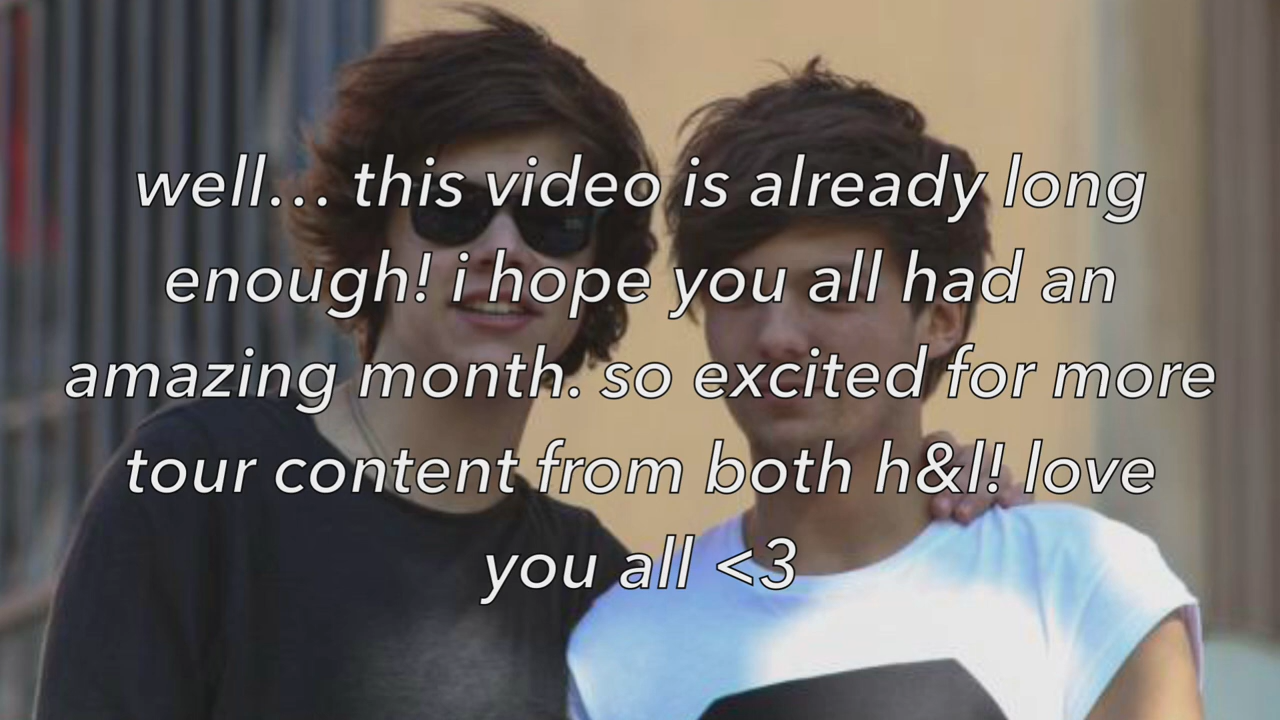 well… this video is already long
enough! i hope you all had an
amazing month. so excited for more
tour content from both h&l! love
you all <3